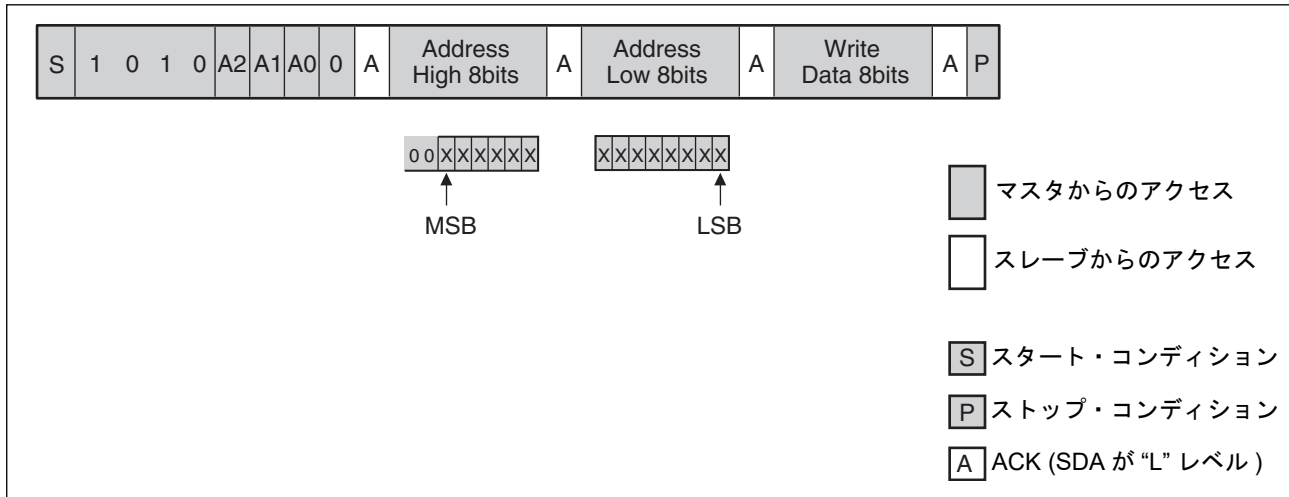 S 1 0 1 0 A2 A1 A0 0 A Address High 8bits A Address Low 8bits A Write Data 8bits A P
0 0 X X X X X X X X X X X X X X
MSB LSB
マスタからのアクセス
スレーブからのアクセス
S スタート・コンディション
P ストップ・コンディション
A ACK (SDA が “L” レベル )